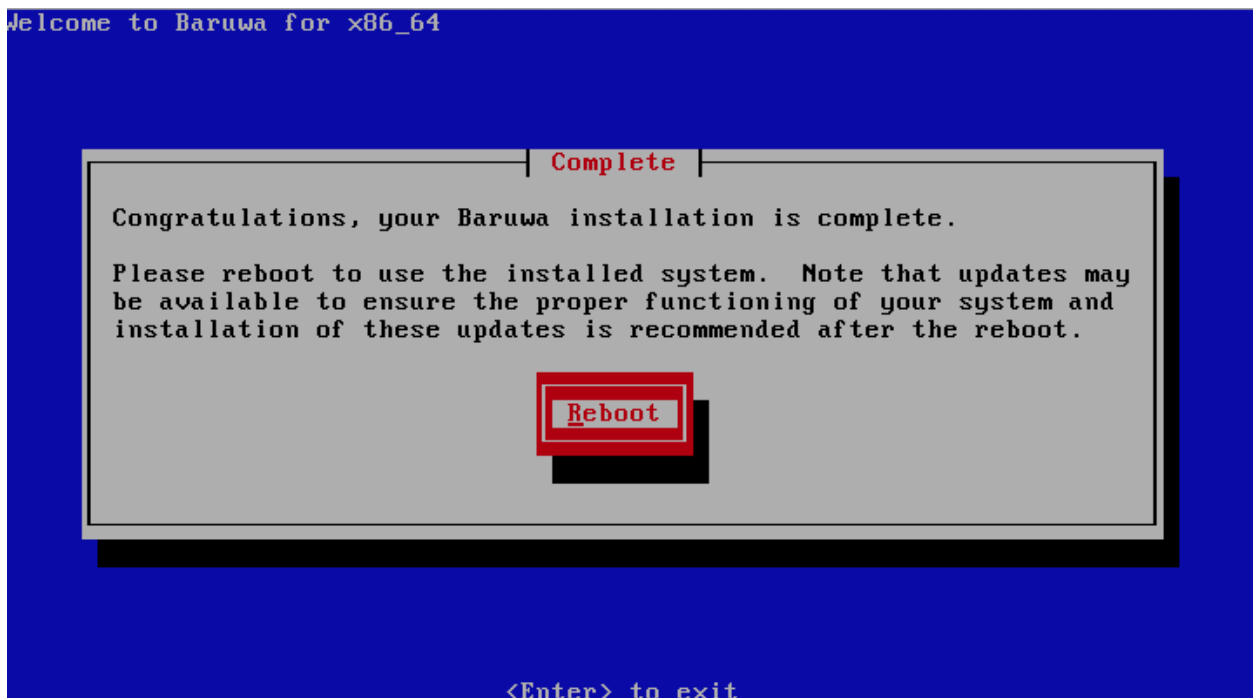 Welcome to Baruwa for x86_64
Complete
Congratulations, your Baruwa installation is complete.
Please reboot to use the installed system.  Note that updates may
be available to ensure the proper functioning of your system and
installation of these updates is recommended after the reboot.
Reboot
<Enter> to exit